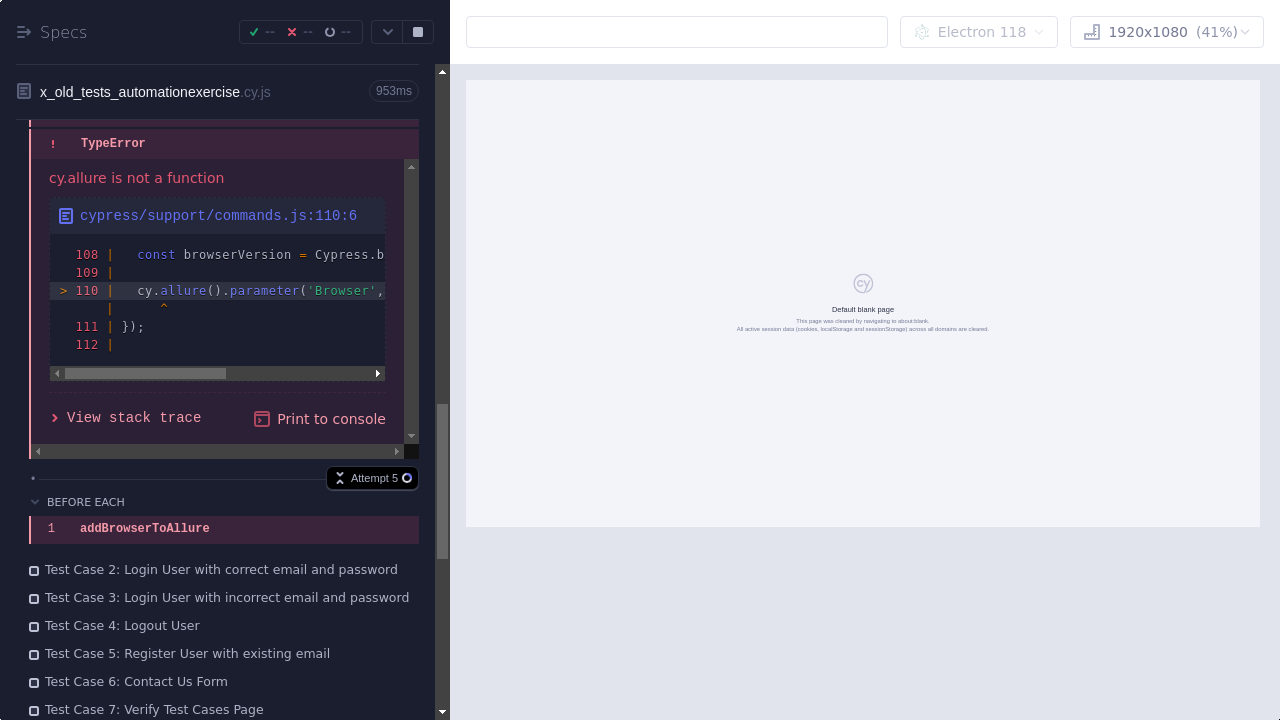 Specs
--
--
--
Electron 118
1920x1080 (41%)
x_old_tests_automationexercise.cy.js
953ms
! TypeError
cy.allure is not a function
cypress/support/commands.js:110:6
108 | const browserVersion = Cypress.b
109 |
> 110 | cy.allure().parameter('Browser',
| ^
111 | });
112 |
View stack trace
Print to console
Attempt 5
BEFORE EACH
1 addBrowserToAllure
Test Case 2: Login User with correct email and password
Test Case 3: Login User with incorrect email and password
Test Case 4: Logout User
Test Case 5: Register User with existing email
Test Case 6: Contact Us Form
Test Case 7: Verify Test Cases Page
cy
Default blank page
This page was cleared by navigating to about:blank.
All active session data (cookies, localStorage and sessionStorage) across all domains are cleared.